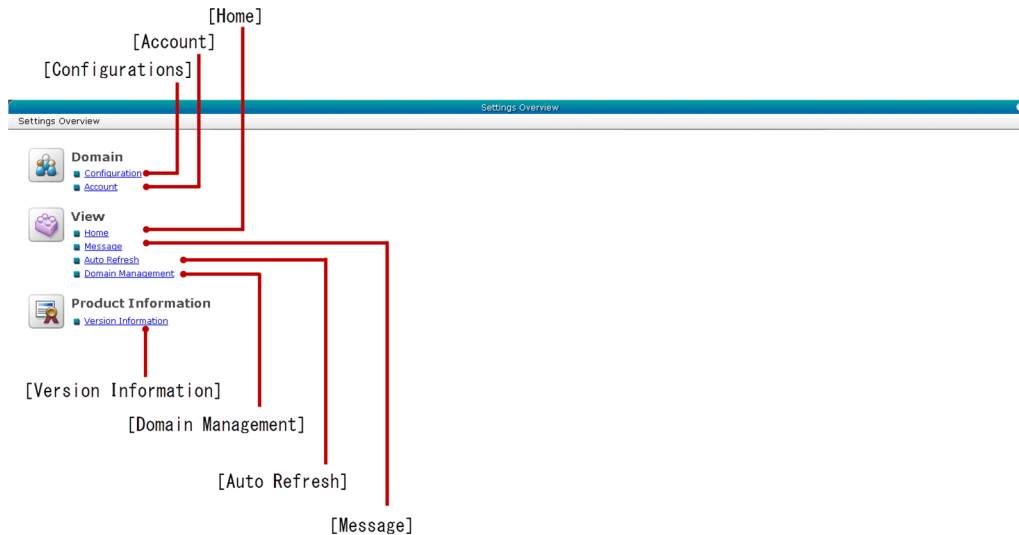 [Home]
[Account]
[Configurations]
Settings Overview
Settings Overview
Domain
Configuration
Account
View
Home
Message
Auto Refresh
Domain Management
Product Information
Version Information
[Version Information]
[Domain Management]
[Auto Refresh]
[Message]